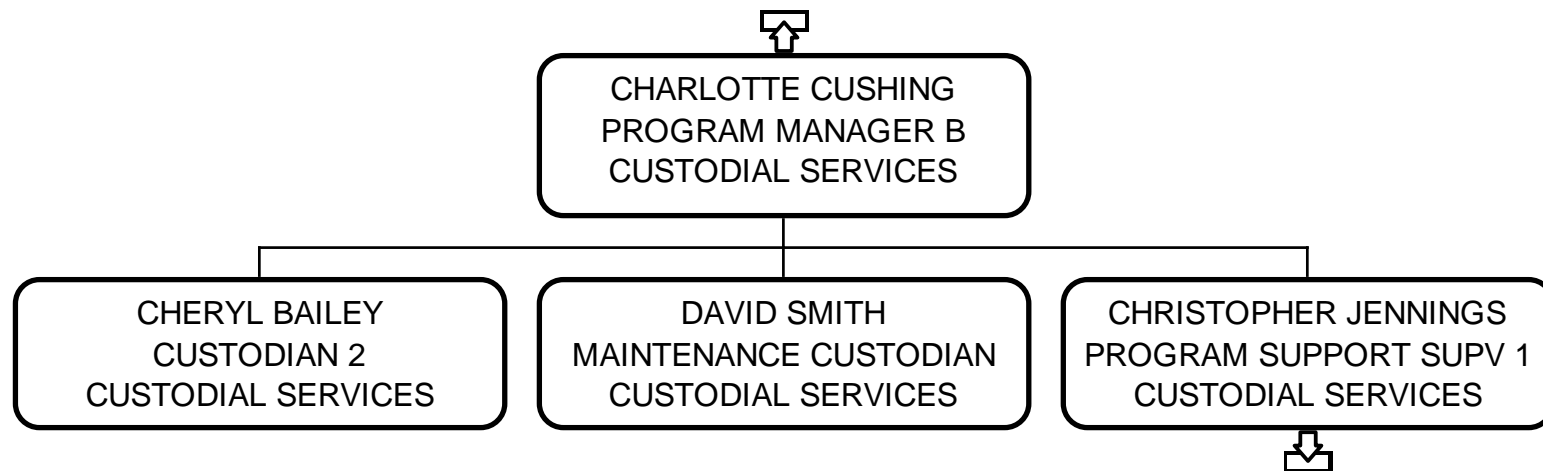 CHARLOTTE CUSHING
PROGRAM MANAGER B
CUSTODIAL SERVICES
CHERYL BAILEY
CUSTODIAN 2
CUSTODIAL SERVICES
DAVID SMITH
MAINTENANCE CUSTODIAN
CUSTODIAL SERVICES
CHRISTOPHER JENNINGS
PROGRAM SUPPORT SUPV 1
CUSTODIAL SERVICES